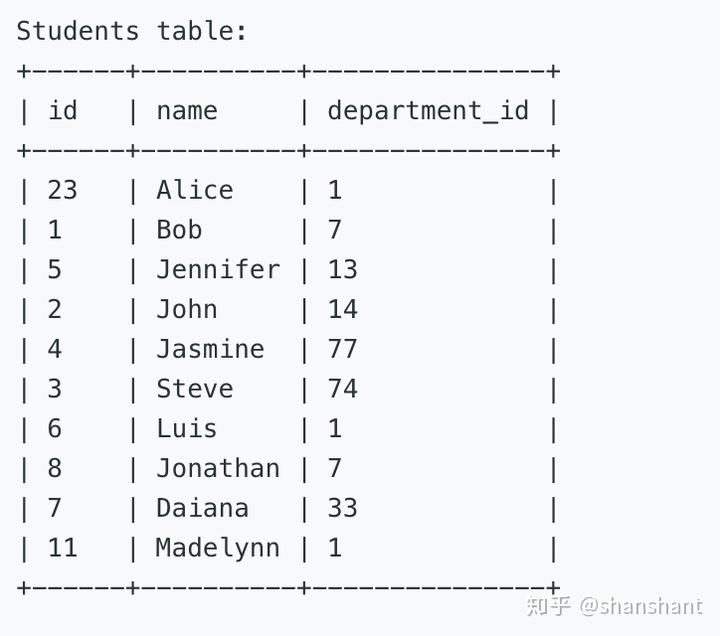 Students table:
+------+----------+---------------+
| id   | name     | department_id |
+------+----------+---------------+
| 23   | Alice    | 1             |
| 1    | Bob      | 7             |
| 5    | Jennifer | 13            |
| 2    | John     | 14            |
| 4    | Jasmine  | 77            |
| 3    | Steve    | 74            |
| 6    | Luis     | 1             |
| 8    | Jonathan | 7             |
| 7    | Daiana   | 33            |
| 11   | Madelynn | 1             |
+------+----------+---------------+
知乎 @shanshant